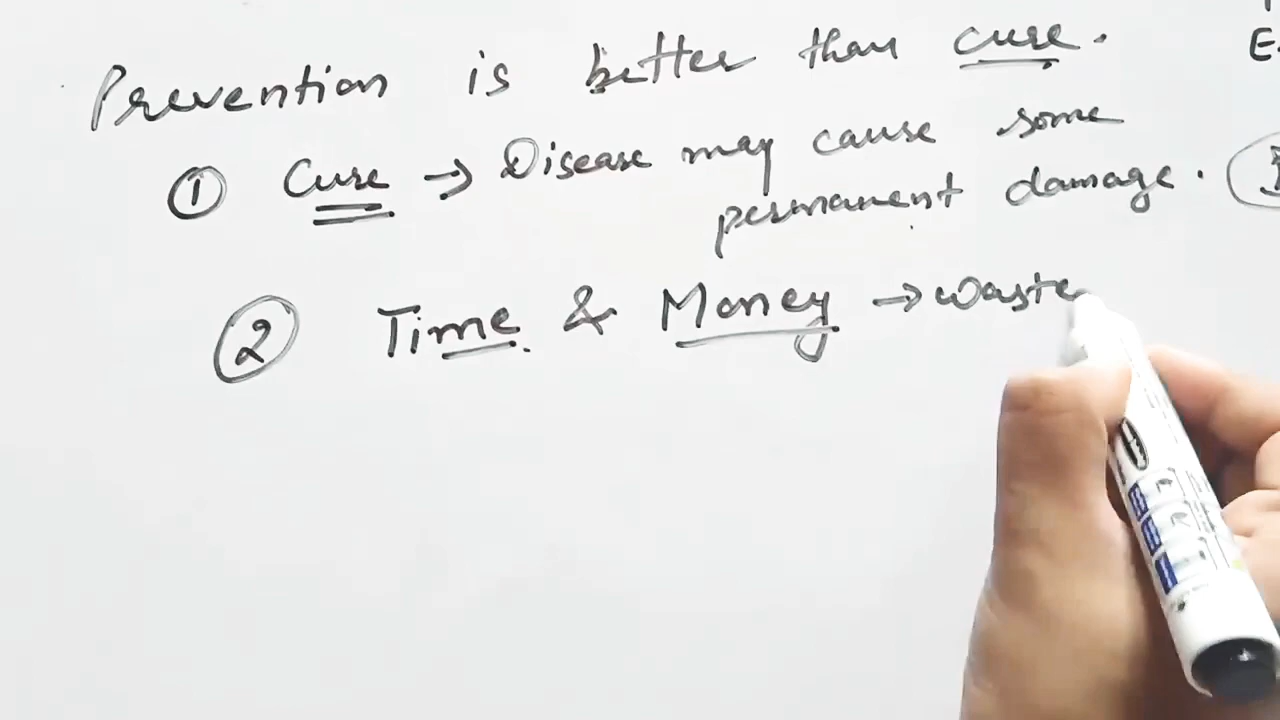 Prevention is better than cure.
① Cure → Disease may cause some
permanent damage.
② Time & Money → waste
E